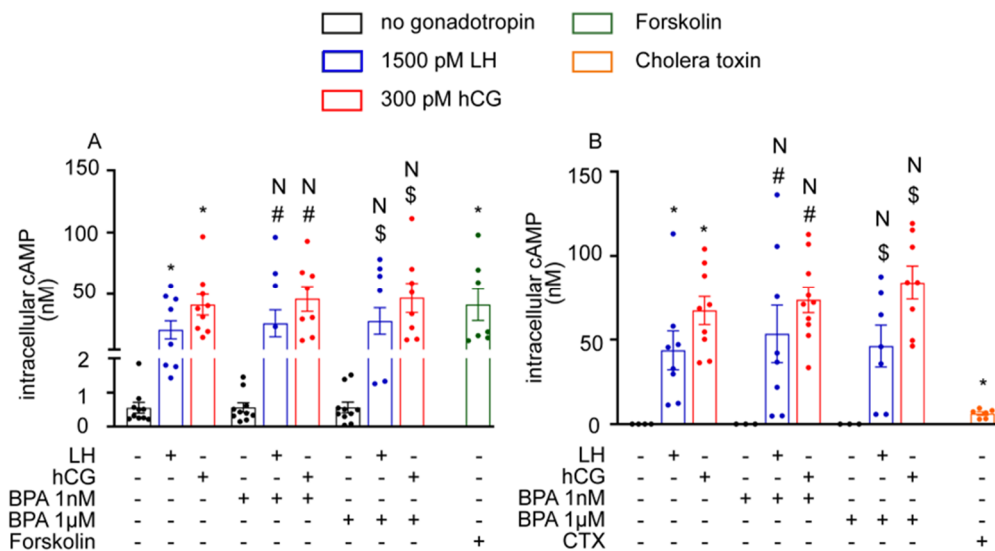 no gonadotropin
1500 pM LH
300 pM hCG
Forskolin
Cholera toxin
A
intracellular cAMP
(nM)
150
100
50
2
1
0
*
*
N
#
N
#
N
$
N
$
*
LH - + - - + - - + - -
hCG - - + - - + - - + -
BPA 1nM - - - + + + - - - -
BPA 1µM - - - - - - + + + -
Forskolin - - - - - - - - - +
B
intracellular cAMP
(nM)
150
100
50
0
*
*
N
#
N
#
N
$
N
$
*
LH - + - - + - - + - -
hCG - - + - - + - - + -
BPA 1nM - - - + + + - - - -
BPA 1µM - - - - - - + + + -
CTX - - - - - - - - - +